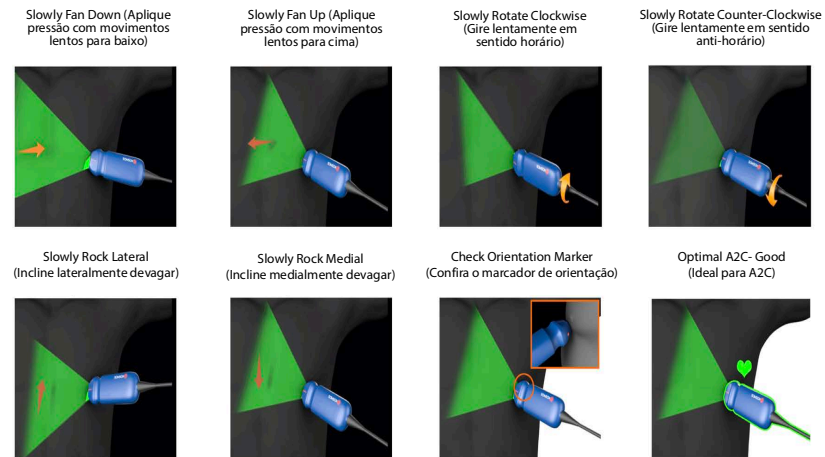 Slowly Fan Down (Aplique
pressão com movimentos
lentos para baixo)
Slowly Fan Up (Aplique
pressão com movimentos
lentos para cima)
Slowly Rotate Clockwise
(Gire lentamente em
sentido horário)
Slowly Rotate Counter-Clockwise
(Gire lentamente em sentido
anti-horário)
Slowly Rock Lateral
(Incline lateralmente devagar)
Slowly Rock Medial
(Incline medialmente devagar)
Check Orientation Marker
(Confira o marcador de orientação)
Optimal A2C- Good
(Ideal para A2C)